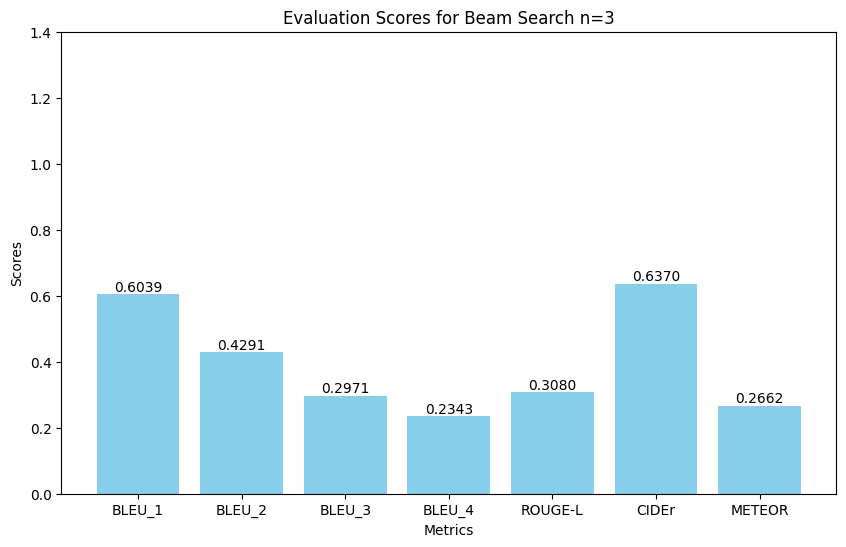 Evaluation Scores for Beam Search n=3
1.4
1.2
1.0
0.8
0.6
0.4
0.2
0.0
Scores
0.6039
0.4291
0.2971
0.2343
0.3080
0.6370
0.2662
BLEU_1
BLEU_2
BLEU_3
BLEU_4
ROUGE-L
CIDEr
METEOR
Metrics